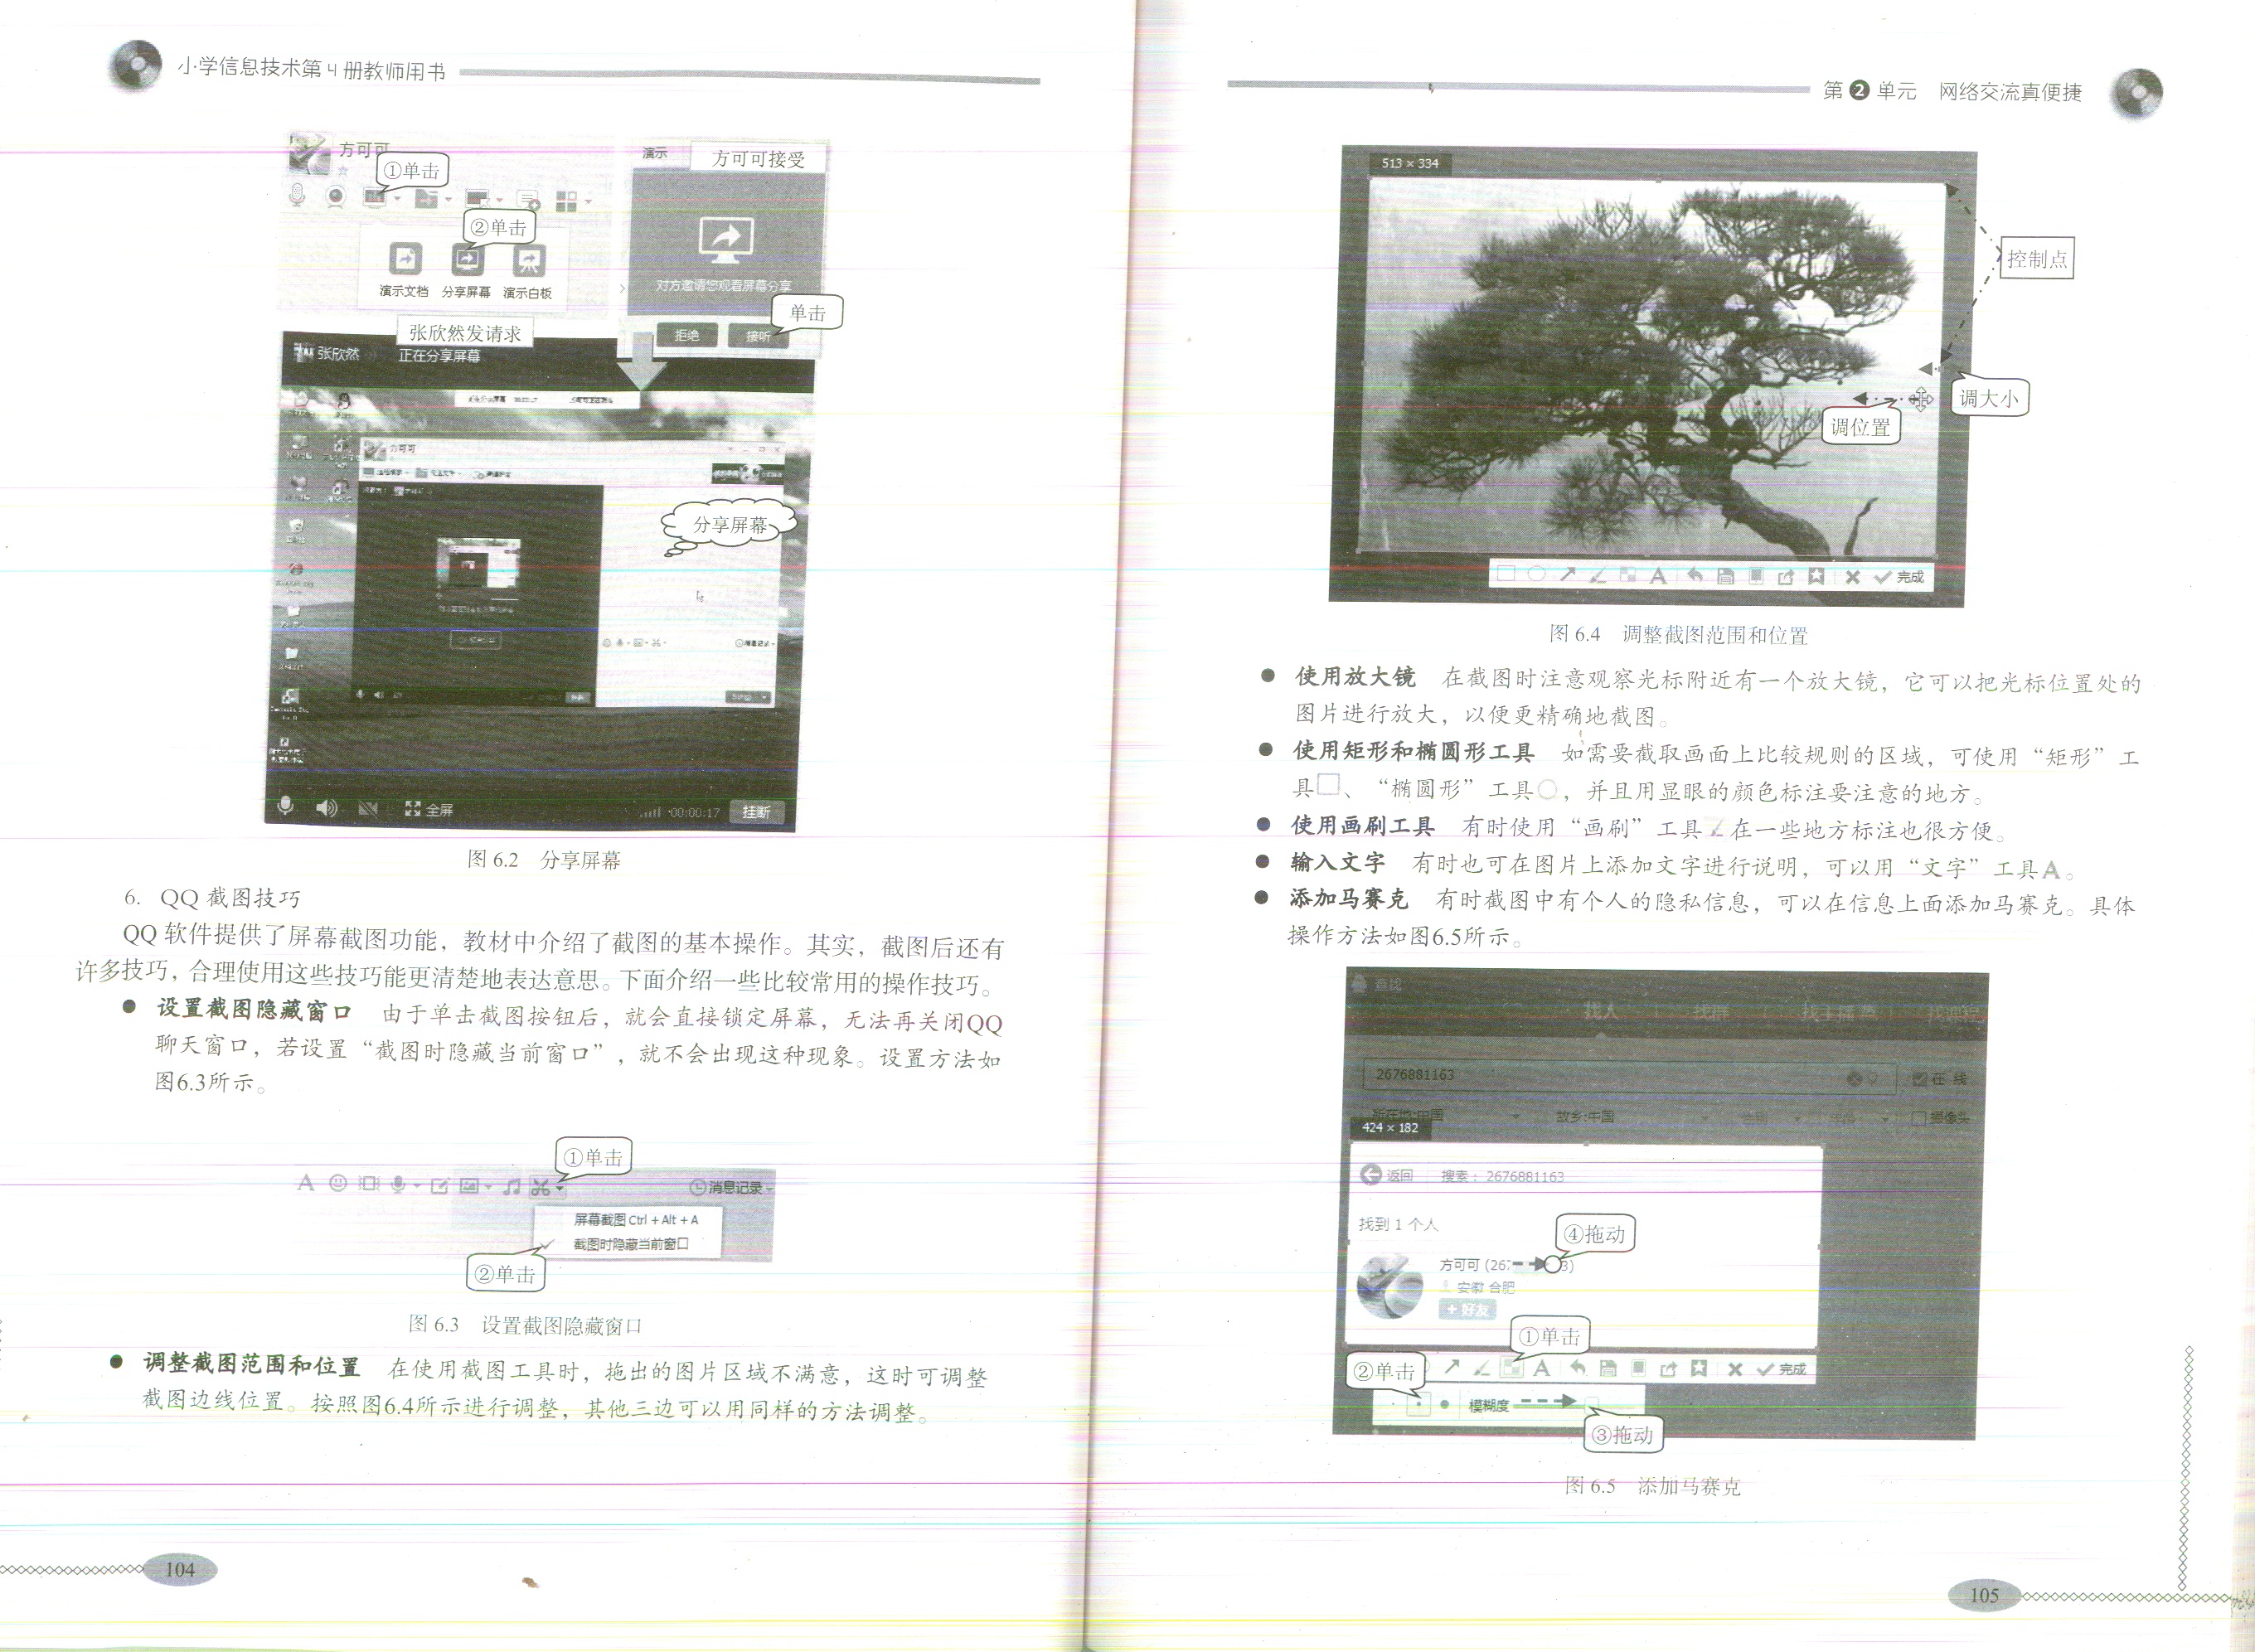 小学信息技术第4册教师用书
方可可
①单击
②单击
演示文档 分享屏幕 演示白板
张欣然发请求
演示
方可可接受
对方邀请您观看屏幕分享
单击
拒绝 接听
张欣然 正在分享屏幕
方可可
分享屏幕
全屏
00:00:17 挂断
图 6.2 分享屏幕
6. QQ 截图技巧
QQ 软件提供了屏幕截图功能，教材中介绍了截图的基本操作。其实，截图后还有
许多技巧，合理使用这些技巧能更清楚地表达意思。下面介绍一些比较常用的操作技巧。
● 设置截图隐藏窗口 由于单击截图按钮后，就会直接锁定屏幕，无法再关闭QQ
聊天窗口，若设置“截图时隐藏当前窗口”，就不会出现这种现象。设置方法如
图6.3所示。
①单击
消息记录
屏幕截图 Ctrl + Alt + A
截图时隐藏当前窗口
②单击
图 6.3 设置截图隐藏窗口
● 调整截图范围和位置 在使用截图工具时，拖出的图片区域不满意，这时可调整
截图边线位置。按照图6.4所示进行调整，其他三边可以用同样的方法调整。
104
第2单元 网络交流真便捷
513 × 334
控制点
调大小
调位置
A
完成
图 6.4 调整截图范围和位置
● 使用放大镜 在截图时注意观察光标附近有一个放大镜，它可以把光标位置处的
图片进行放大，以便更精确地截图。
● 使用矩形和椭圆形工具 如需要截取画面上比较规则的区域，可使用“矩形”工
具□、“椭圆形”工具○，并且用显眼的颜色标注要注意的地方。
● 使用画刷工具 有时使用“画刷”工具在一些地方标注也很方便。
● 输入文字 有时也可在图片上添加文字进行说明，可以用“文字”工具A。
● 添加马赛克 有时截图中有个人的隐私信息，可以在信息上面添加马赛克。具体
操作方法如图6.5所示。
查找
找人 找群 找主播 找课程
2676881163
在线
所在地:中国 故乡:中国 性别 年龄 摄像头
424 × 182
返回 搜索：2676881163
找到 1 个人
④拖动
方可可 (267 3)
安徽 合肥
+ 好友
①单击
②单击
A
完成
模糊度
③拖动
图 6.5 添加马赛克
105